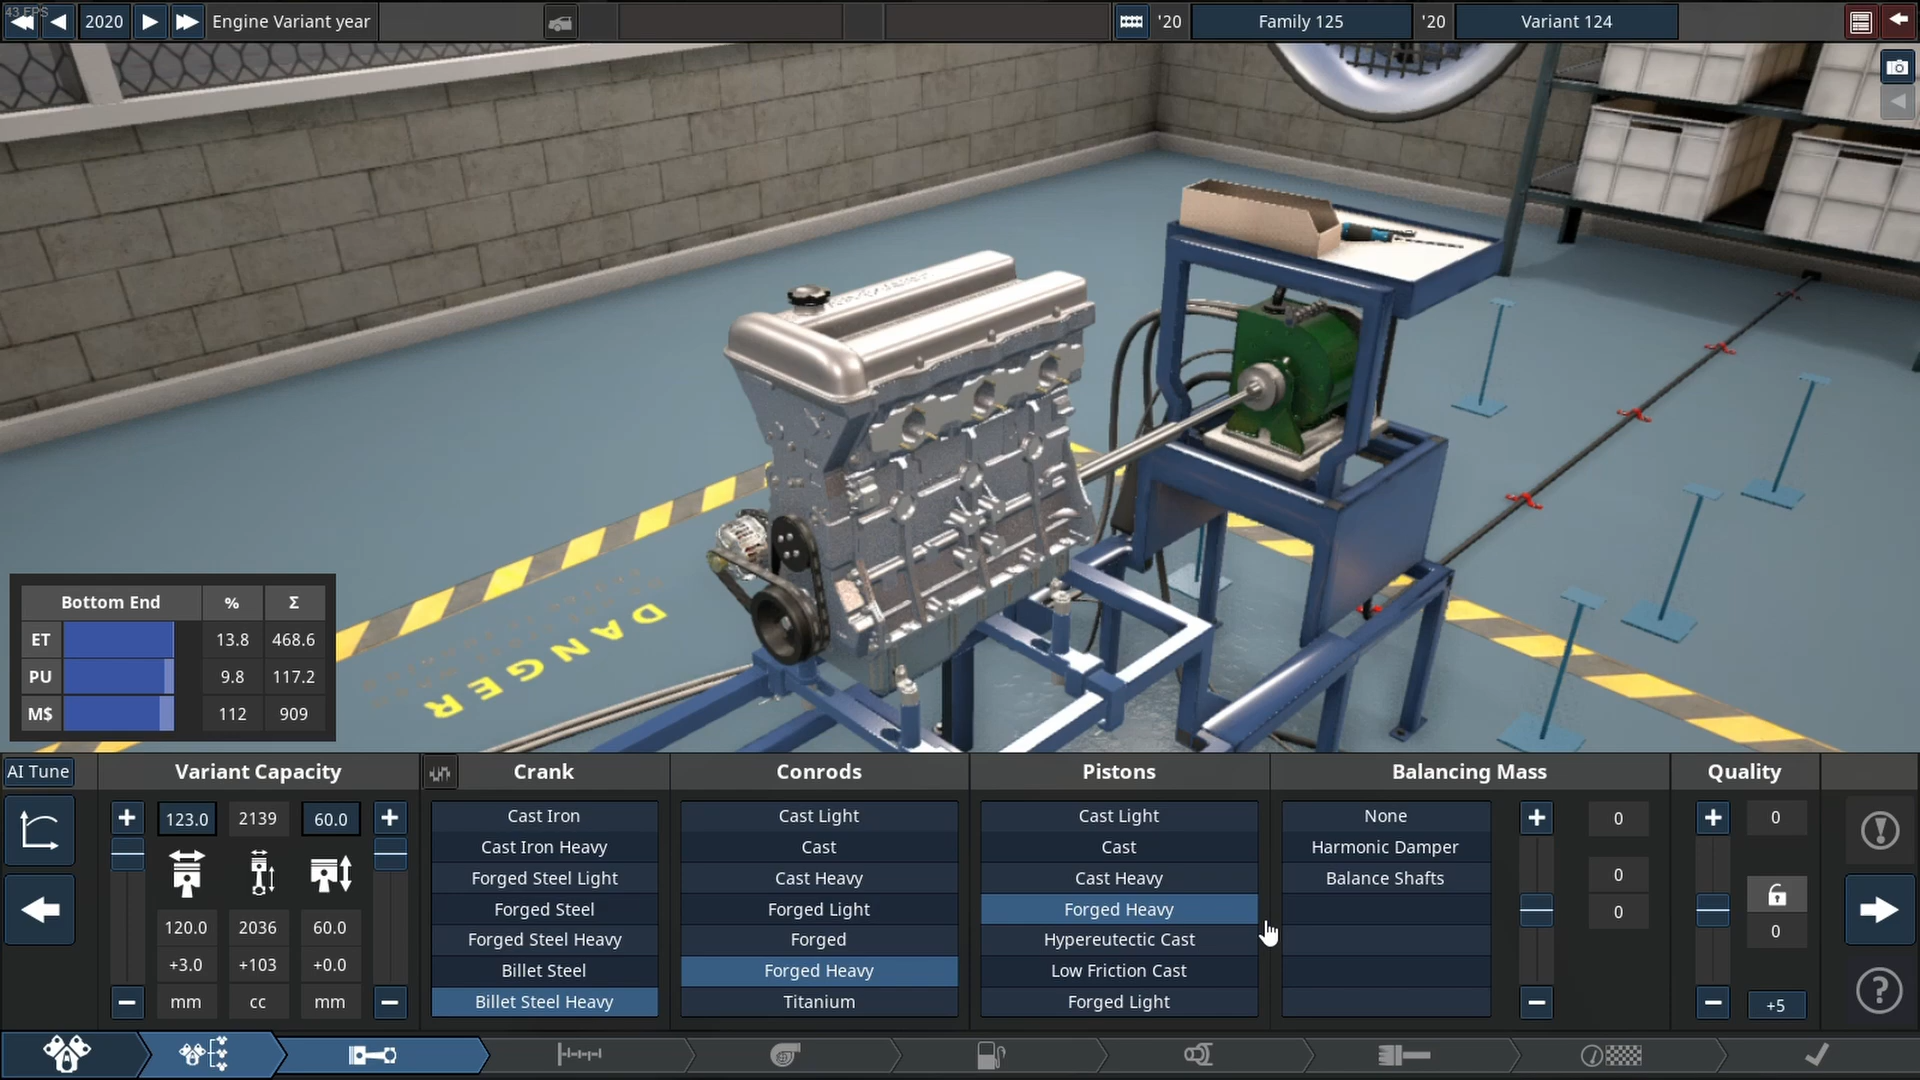 43 FPS
2020
Engine Variant year
'20
Family 125
'20
Variant 124
DANGER
Bottom End % Σ
ET 13.8 468.6
PU 9.8 117.2
M$ 112 909
AI Tune
Variant Capacity
Crank
Conrods
Pistons
Balancing Mass
Quality
+ 123.0 2139 60.0 +
120.0 2036 60.0
+3.0 +103 +0.0
− mm cc mm −
Cast Iron
Cast Iron Heavy
Forged Steel Light
Forged Steel
Forged Steel Heavy
Billet Steel
Billet Steel Heavy
Cast Light
Cast
Cast Heavy
Forged Light
Forged
Forged Heavy
Titanium
Cast Light
Cast
Cast Heavy
Forged Heavy
Hypereutectic Cast
Low Friction Cast
Forged Light
None
Harmonic Damper
Balance Shafts
+ 0
0
0
−
+ 0
0
− +5
?